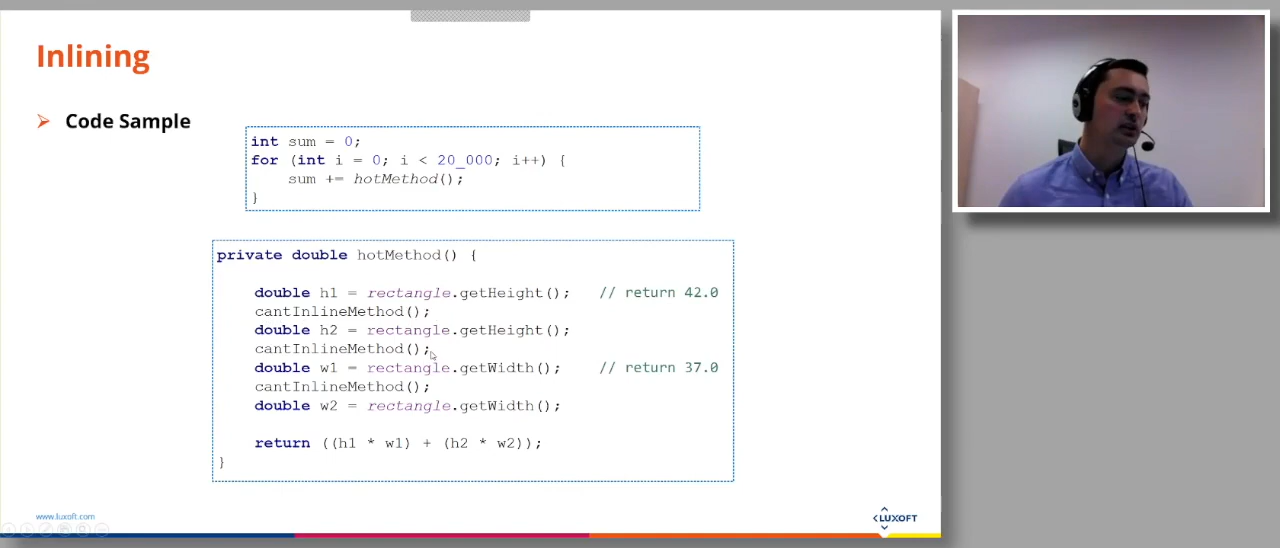 Inlining
Code Sample
int sum = 0;
for (int i = 0; i < 20_000; i++) {
sum += hotMethod();
}
private double hotMethod() {
double h1 = rectangle.getHeight(); // return 42.0
cantInlineMethod();
double h2 = rectangle.getHeight();
cantInlineMethod();
double w1 = rectangle.getWidth(); // return 37.0
cantInlineMethod();
double w2 = rectangle.getWidth();
return ((h1 * w1) + (h2 * w2));
}
www.luxoft.com
LUXOFT